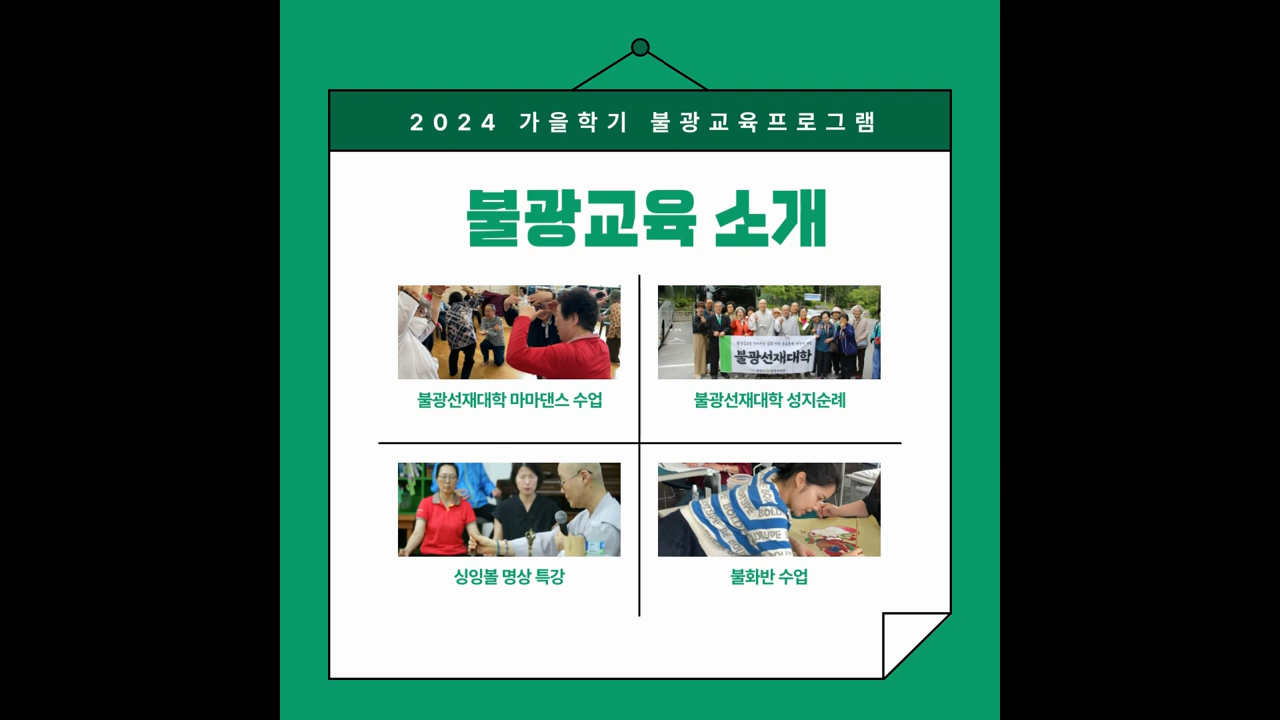 2024 가을학기 불광교육프로그램
불광교육 소개
불광선재대학
불광선재대학 마마댄스 수업
불광선재대학 성지순례
싱잉볼 명상 특강
불화반 수업